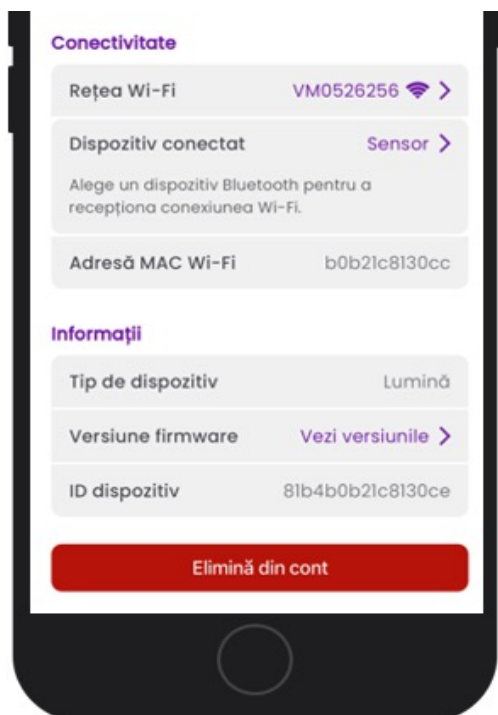 Conectivitate
Rețea Wi-Fi VM0526256
Dispozitiv conectat Sensor
Alege un dispozitiv Bluetooth pentru a
recepționa conexiunea Wi-Fi.
Adresă MAC Wi-Fi b0b21c8130cc
Informații
Tip de dispozitiv Lumină
Versiune firmware Vezi versiunile
ID dispozitiv 81b4b0b21c8130ce
Elimină din cont